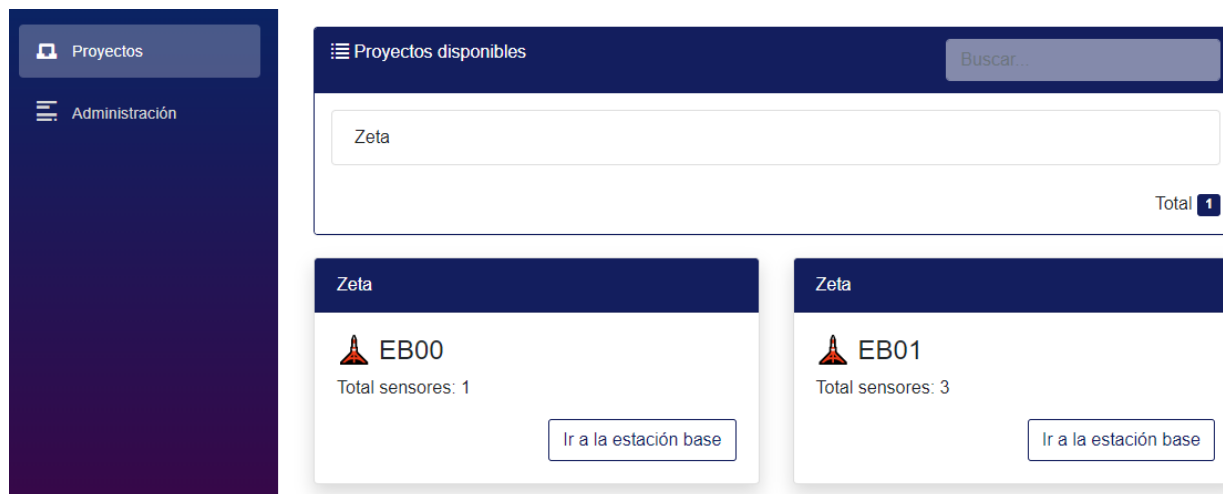 Proyectos
Administración
Proyectos disponibles
Buscar...
Zeta
Total 1
Zeta
EB00
Total sensores: 1
Ir a la estación base
Zeta
EB01
Total sensores: 3
Ir a la estación base